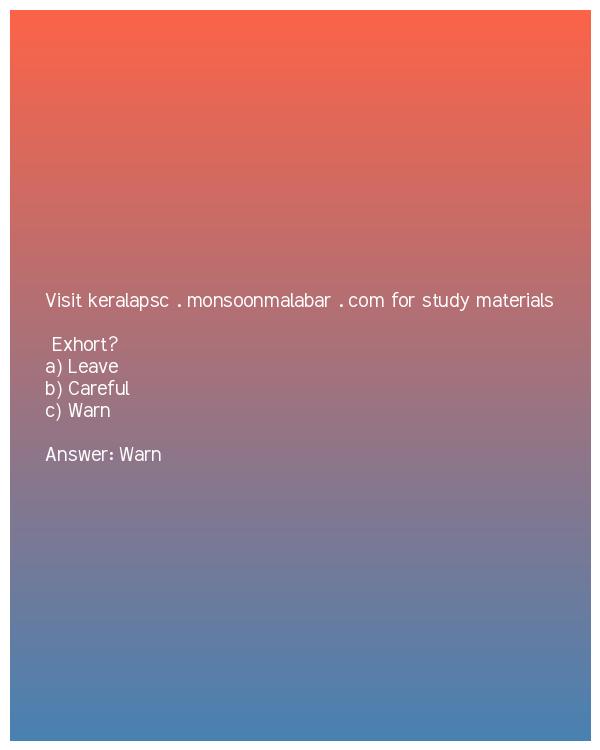 Visit keralapsc . monsoonmalabar . com for study materials
Exhort?
a) Leave
b) Careful
c) Warn
Answer: Warn